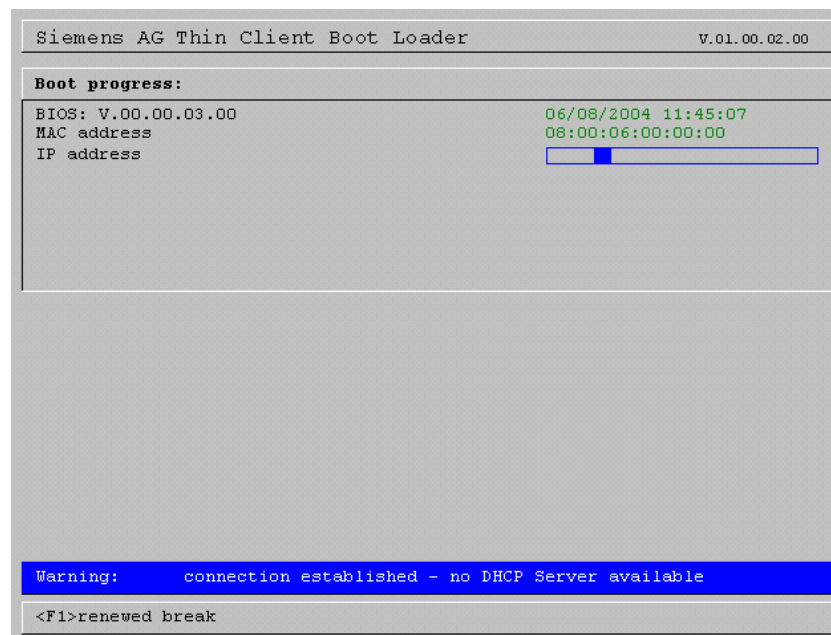 Siemens AG Thin Client Boot Loader V.01.00.02.00
Boot progress:
BIOS: V.00.00.03.00 06/08/2004 11:45:07
MAC address 08:00:06:00:00:00
IP address
Warning: connection established - no DHCP Server available
<F1>renewed break